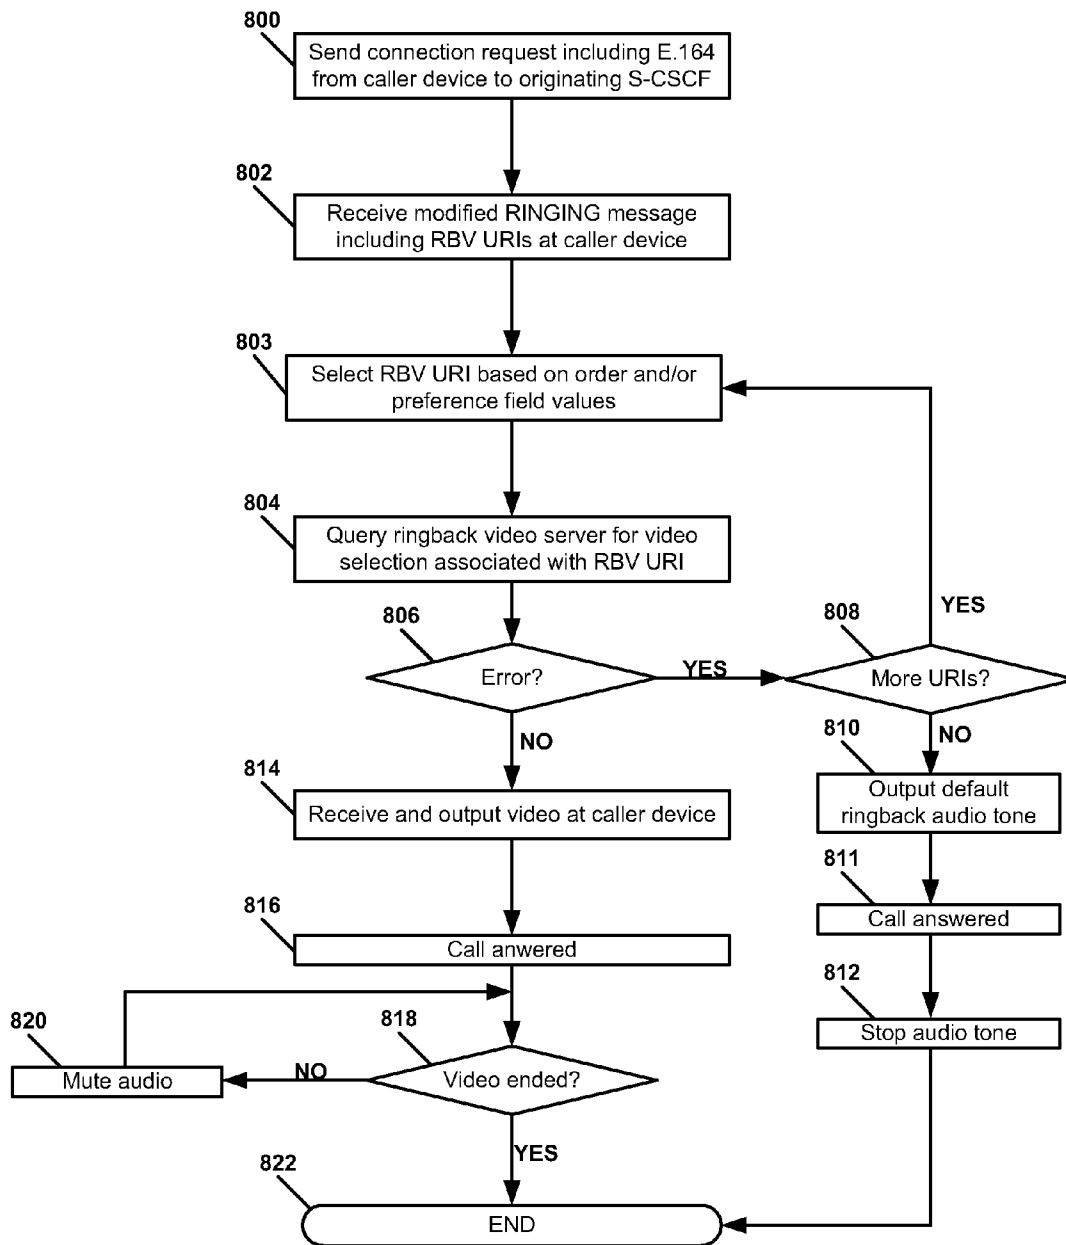 800
Send connection request including E.164
from caller device to originating S-CSCF
802
Receive modified RINGING message
including RBV URIs at caller device
803
Select RBV URI based on order and/or
preference field values
804
Query ringback video server for video
selection associated with RBV URI
806
Error?
YES
808
More URIs?
YES
NO
NO
810
Output default
ringback audio tone
814
Receive and output video at caller device
811
Call answered
816
Call anwered
812
Stop audio tone
818
Video ended?
NO
820
Mute audio
YES
822
END